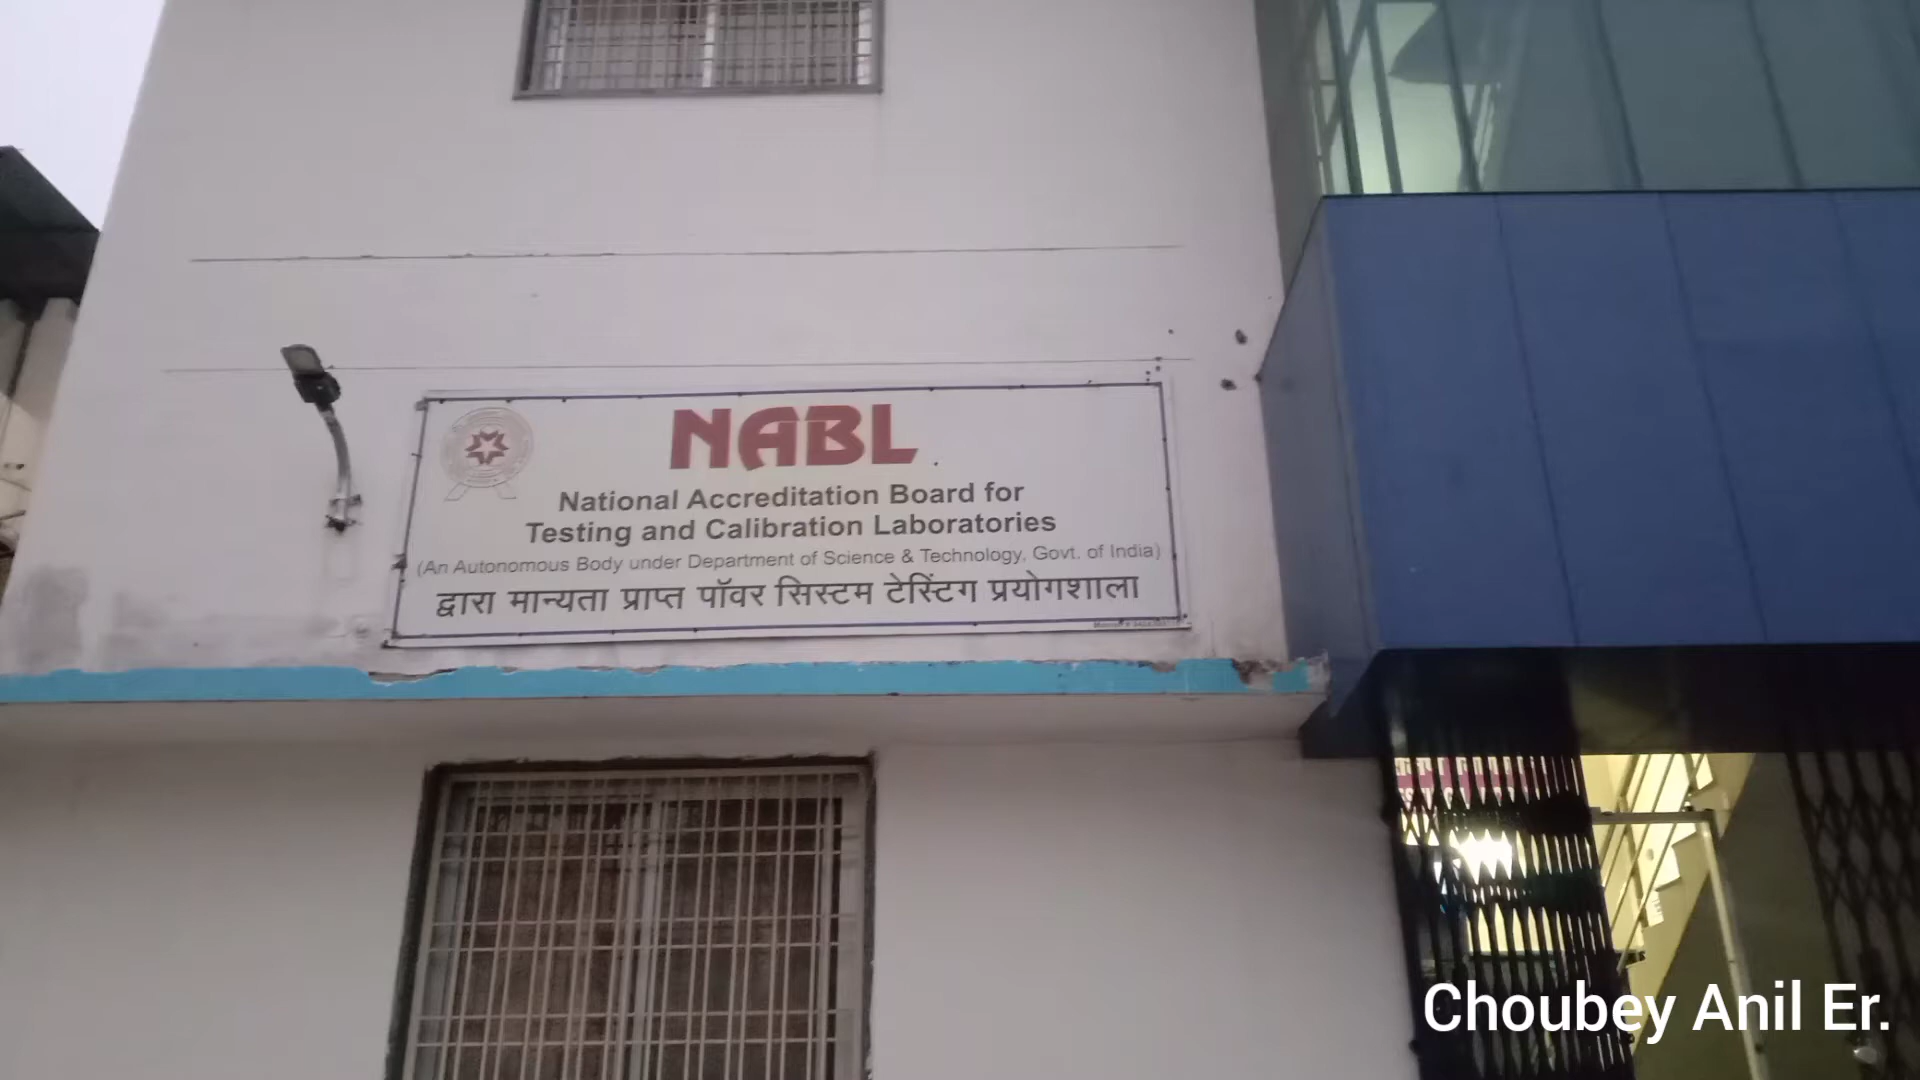 NABL
National Accreditation Board for
Testing and Calibration Laboratories
(An Autonomous Body under Department of Science & Technology, Govt. of India)
द्वारा मान्यता प्राप्त पॉवर सिस्टम टेस्टिंग प्रयोगशाला
Choubey Anil Er.